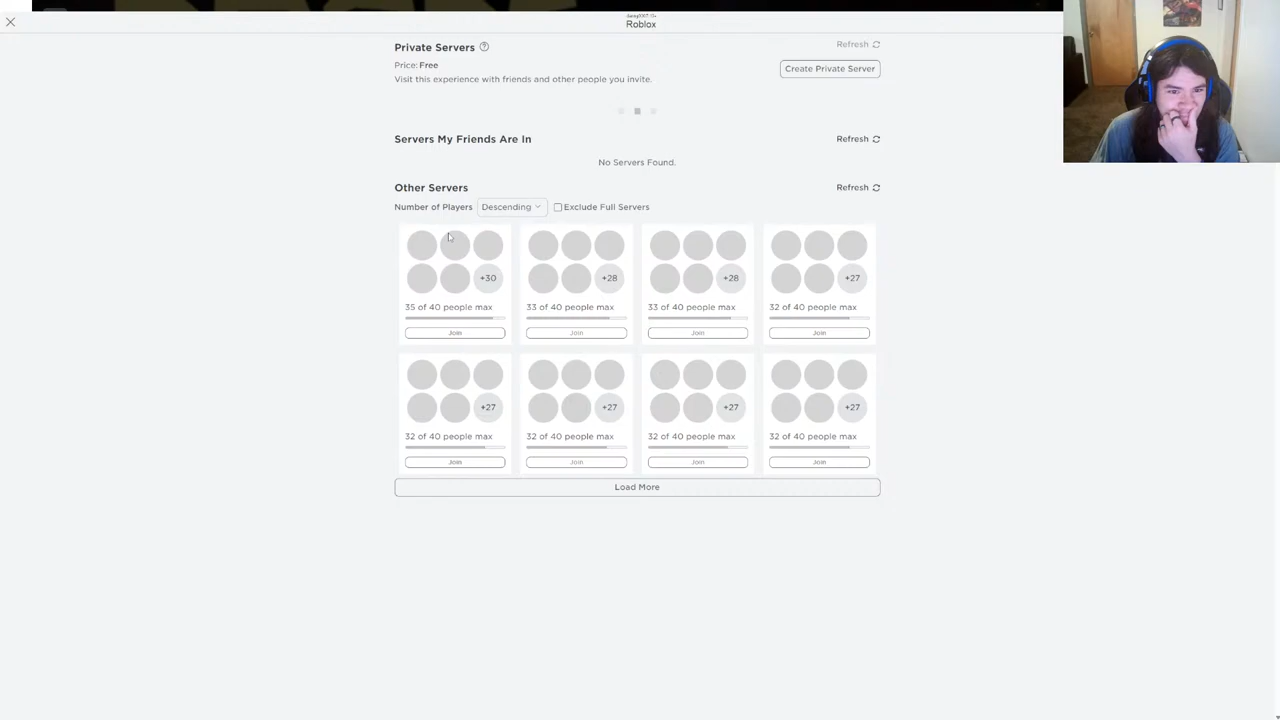 Roblox
Private Servers
Refresh
Price: Free
Create Private Server
Visit this experience with friends and other people you invite.
Servers My Friends Are In
Refresh
No Servers Found.
Other Servers
Refresh
Number of Players
Descending
Exclude Full Servers
+30
+28
+28
+27
35 of 40 people max
33 of 40 people max
33 of 40 people max
32 of 40 people max
Join
Join
Join
Join
+27
+27
+27
+27
32 of 40 people max
32 of 40 people max
32 of 40 people max
32 of 40 people max
Join
Join
Join
Join
Load More